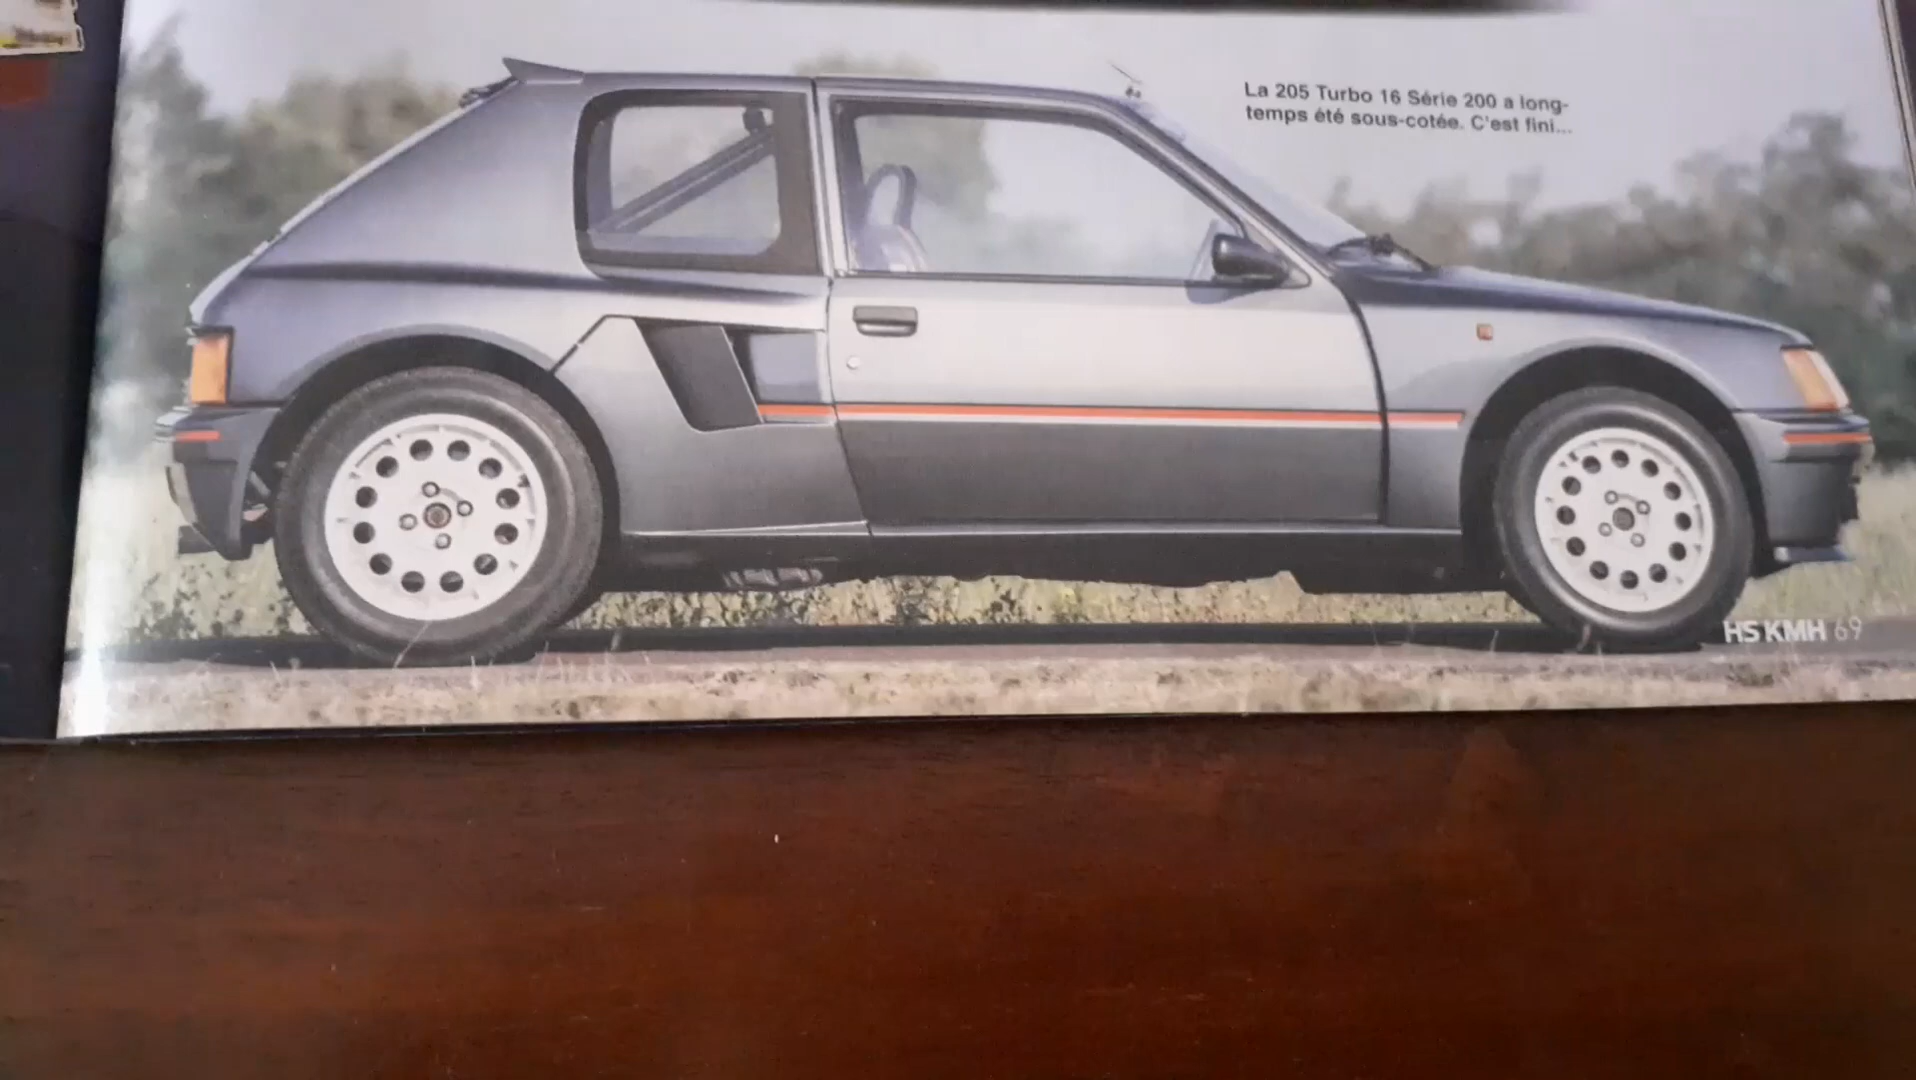 La 205 Turbo 16 Série 200 a long-
temps été sous-cotée. C'est fini...
HS KMH 69